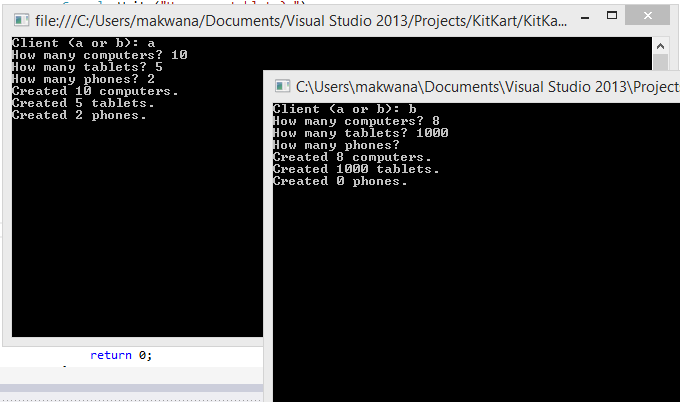 file:///C:/Users/makwana/Documents/Visual Studio 2013/Projects/KitKart/KitKa...
Client (a or b): a
How many computers? 10
How many tablets? 5
How many phones? 2
Created 10 computers.
Created 5 tablets.
Created 2 phones.
C:\Users\makwana\Documents\Visual Studio 2013\Projects
Client (a or b): b
How many computers? 8
How many tablets? 1000
How many phones?
Created 8 computers.
Created 1000 tablets.
Created 0 phones.
return 0;